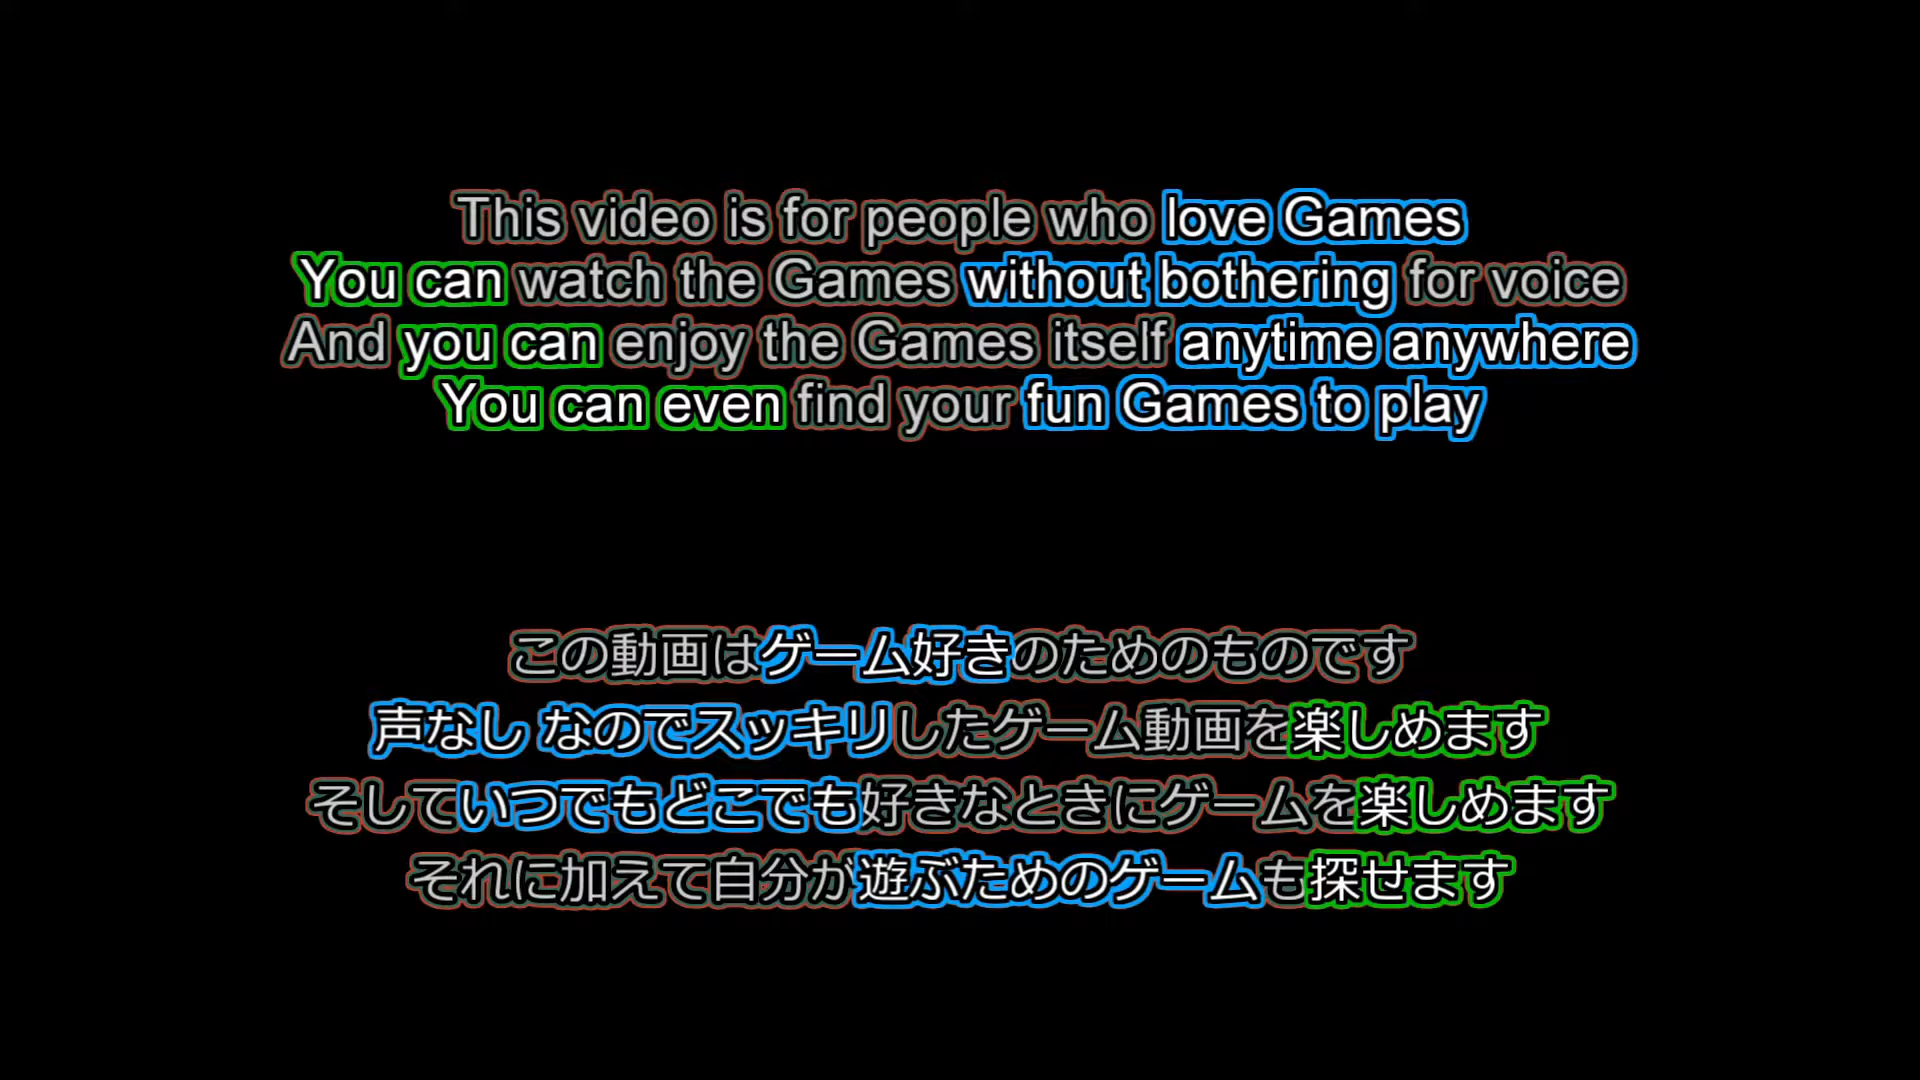 This video is for people who love Games
You can watch the Games without bothering for voice
And you can enjoy the Games itself anytime anywhere
You can even find your fun Games to play
この動画はゲーム好きのためのものです
声なし なのでスッキリしたゲーム動画を楽しめます
そしていつでもどこでも好きなときにゲームを楽しめます
それに加えて自分が遊ぶためのゲームも探せます